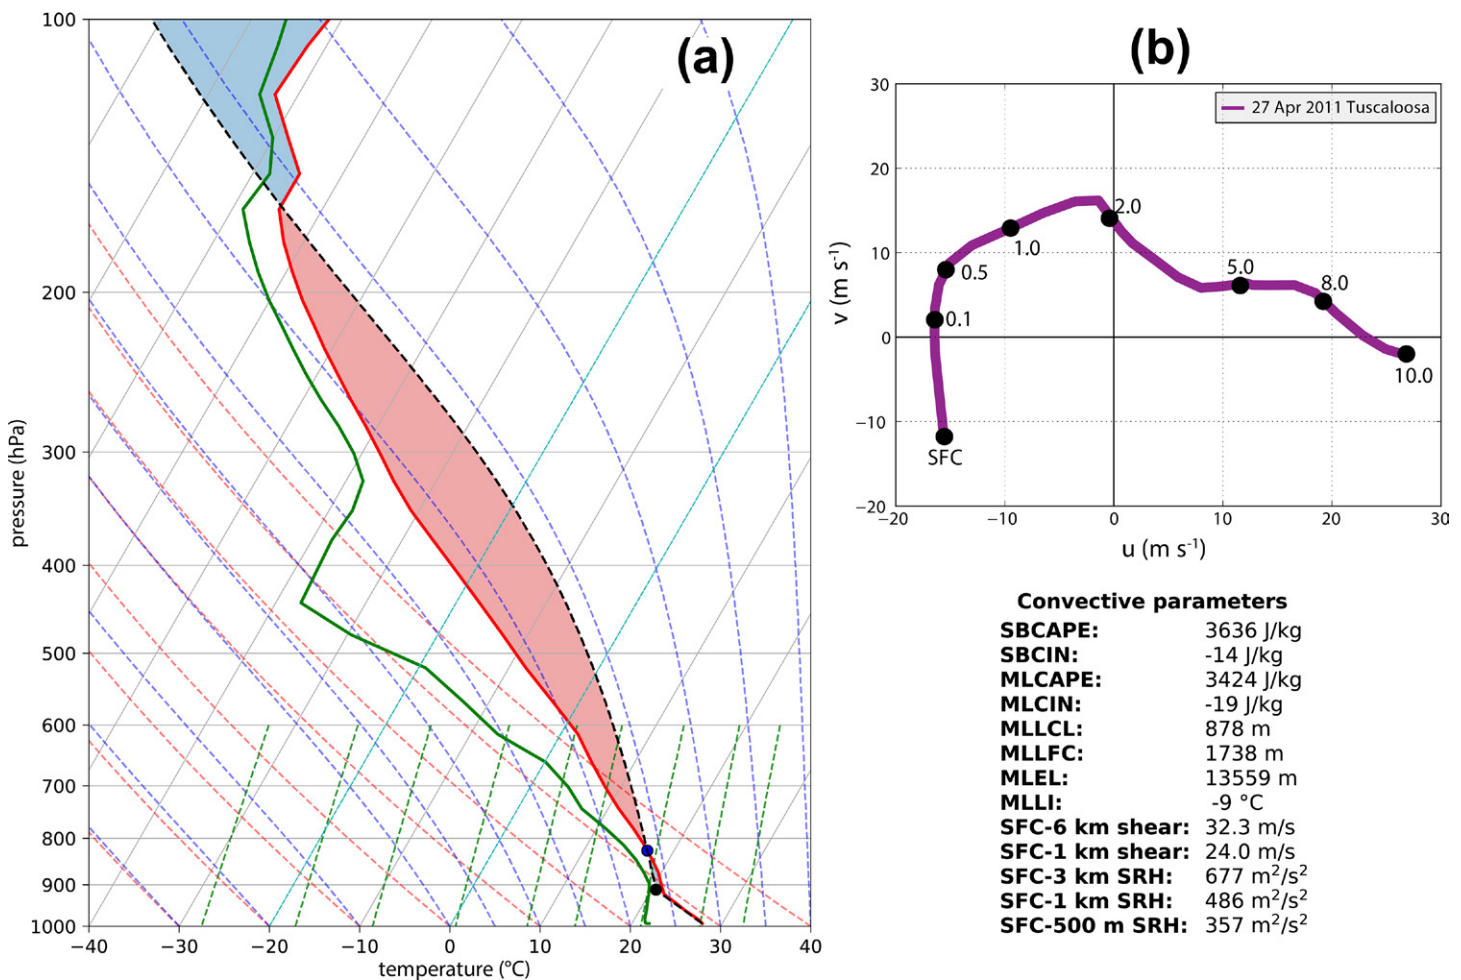 (a)
100
200
300
400
500
600
700
800
900
1000
pressure (hPa)
−40
−30
−20
−10
0
10
20
30
40
temperature (°C)
(b)
27 Apr 2011 Tuscaloosa
30
20
10
0
−10
−20
v (m s⁻¹)
SFC
0.1
0.5
1.0
2.0
5.0
8.0
10.0
−20
−10
0
10
20
30
u (m s⁻¹)
Convective parameters
SBCAPE: 3636 J/kg
SBCIN: -14 J/kg
MLCAPE: 3424 J/kg
MLCIN: -19 J/kg
MLLCL: 878 m
MLLFC: 1738 m
MLEL: 13559 m
MLLI: -9 °C
SFC-6 km shear: 32.3 m/s
SFC-1 km shear: 24.0 m/s
SFC-3 km SRH: 677 m²/s²
SFC-1 km SRH: 486 m²/s²
SFC-500 m SRH: 357 m²/s²